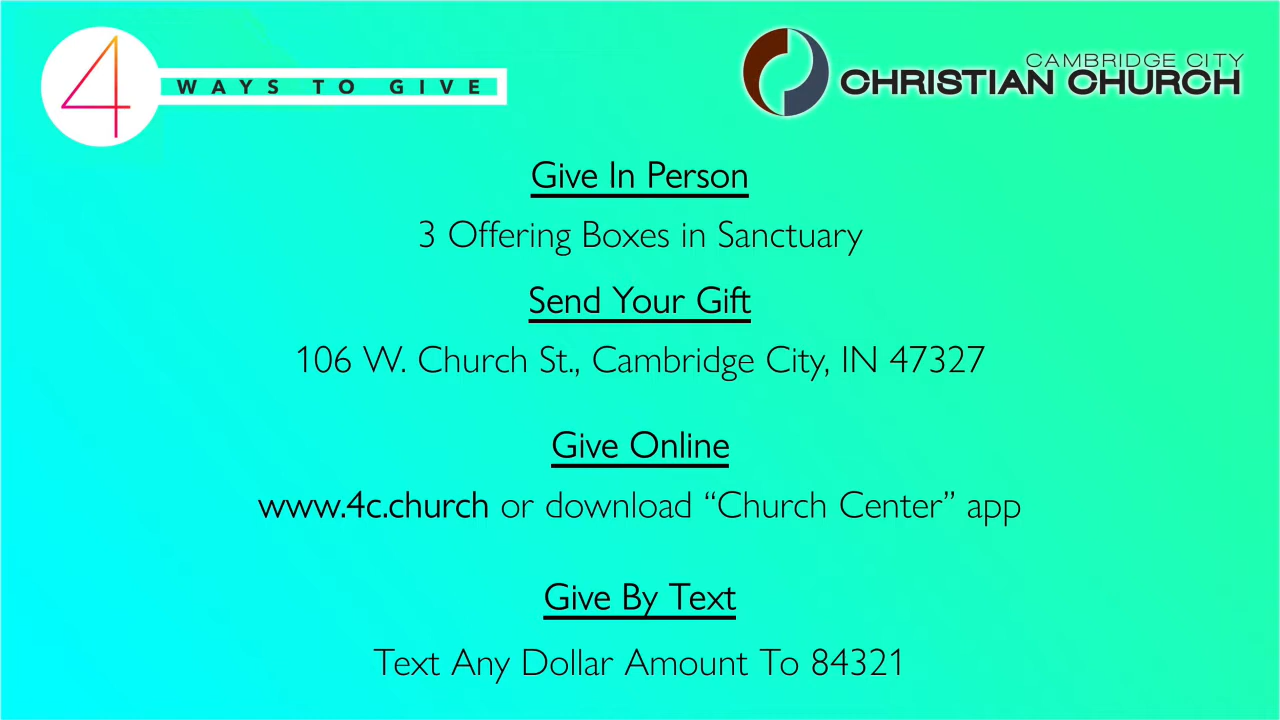 4 WAYS TO GIVE
CAMBRIDGE CITY
CHRISTIAN CHURCH
Give In Person
3 Offering Boxes in Sanctuary
Send Your Gift
106 W. Church St., Cambridge City, IN 47327
Give Online
www.4c.church or download “Church Center” app
Give By Text
Text Any Dollar Amount To 84321